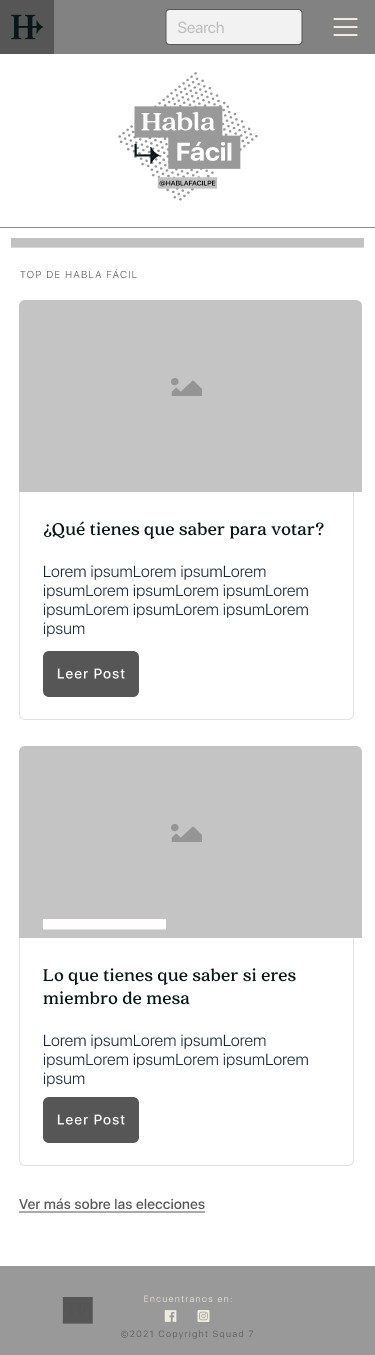 H
Search
Habla
Fácil
@HABLAFACILPE
TOP DE HABLA FÁCIL
¿Qué tienes que saber para votar?
Lorem ipsumLorem ipsumLorem
ipsumLorem ipsumLorem ipsumLorem
ipsumLorem ipsumLorem ipsumLorem
ipsum
Leer Post
Lo que tienes que saber si eres
miembro de mesa
Lorem ipsumLorem ipsumLorem
ipsumLorem ipsumLorem ipsumLorem
ipsum
Leer Post
Ver más sobre las elecciones
Encuentranos en:
©2021 Copyright Squad 7